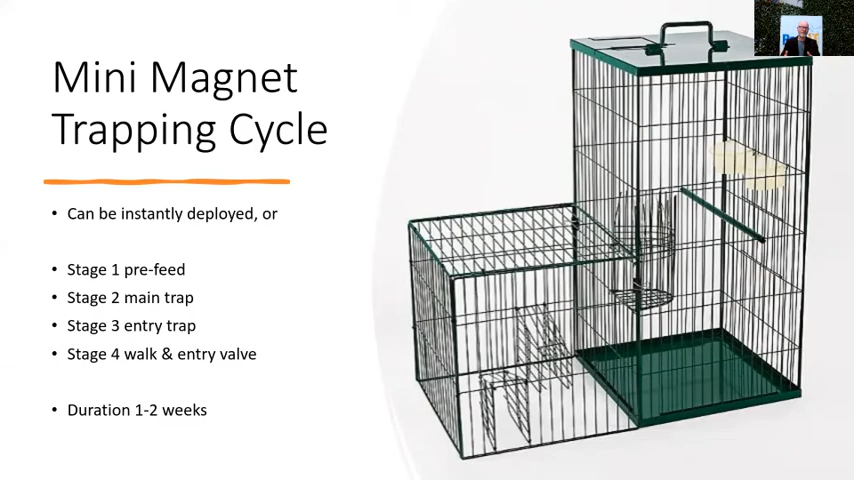 Mini Magnet
Trapping Cycle
• Can be instantly deployed, or
• Stage 1 pre-feed
• Stage 2 main trap
• Stage 3 entry trap
• Stage 4 walk & entry valve
• Duration 1-2 weeks